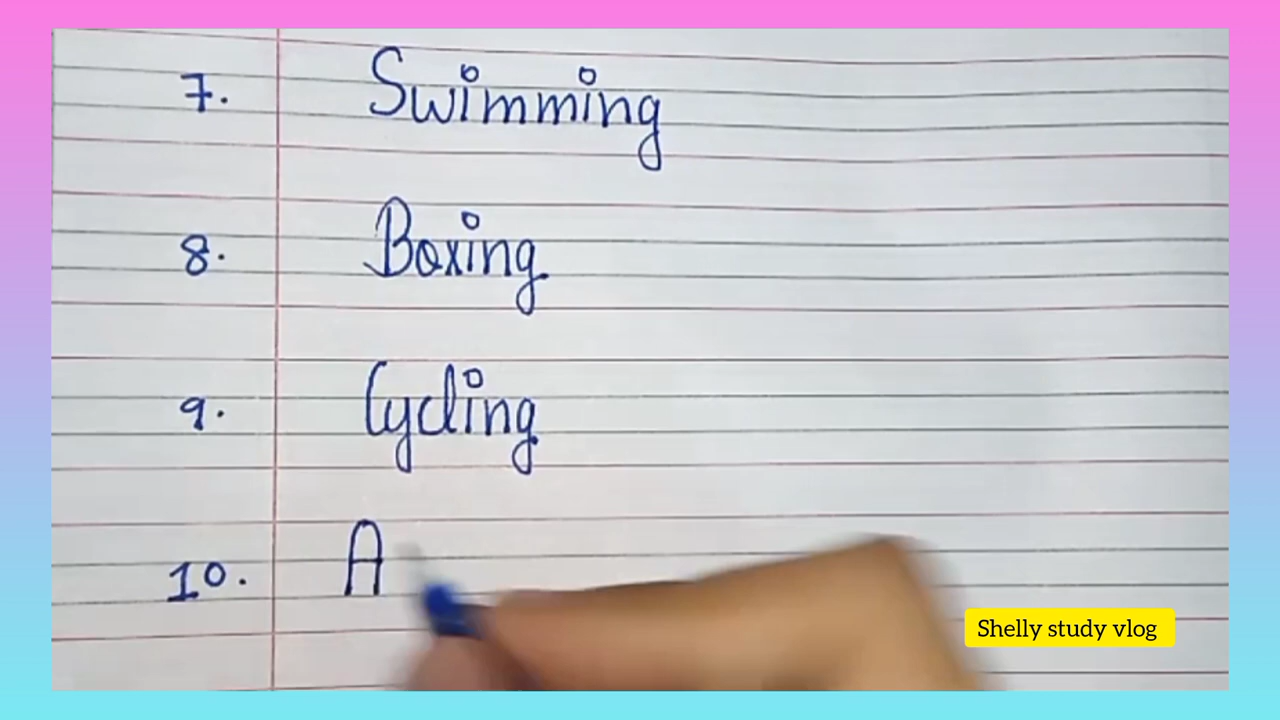 7. Swimming
8. Boxing
9. Cycling
10. A
Shelly study vlog